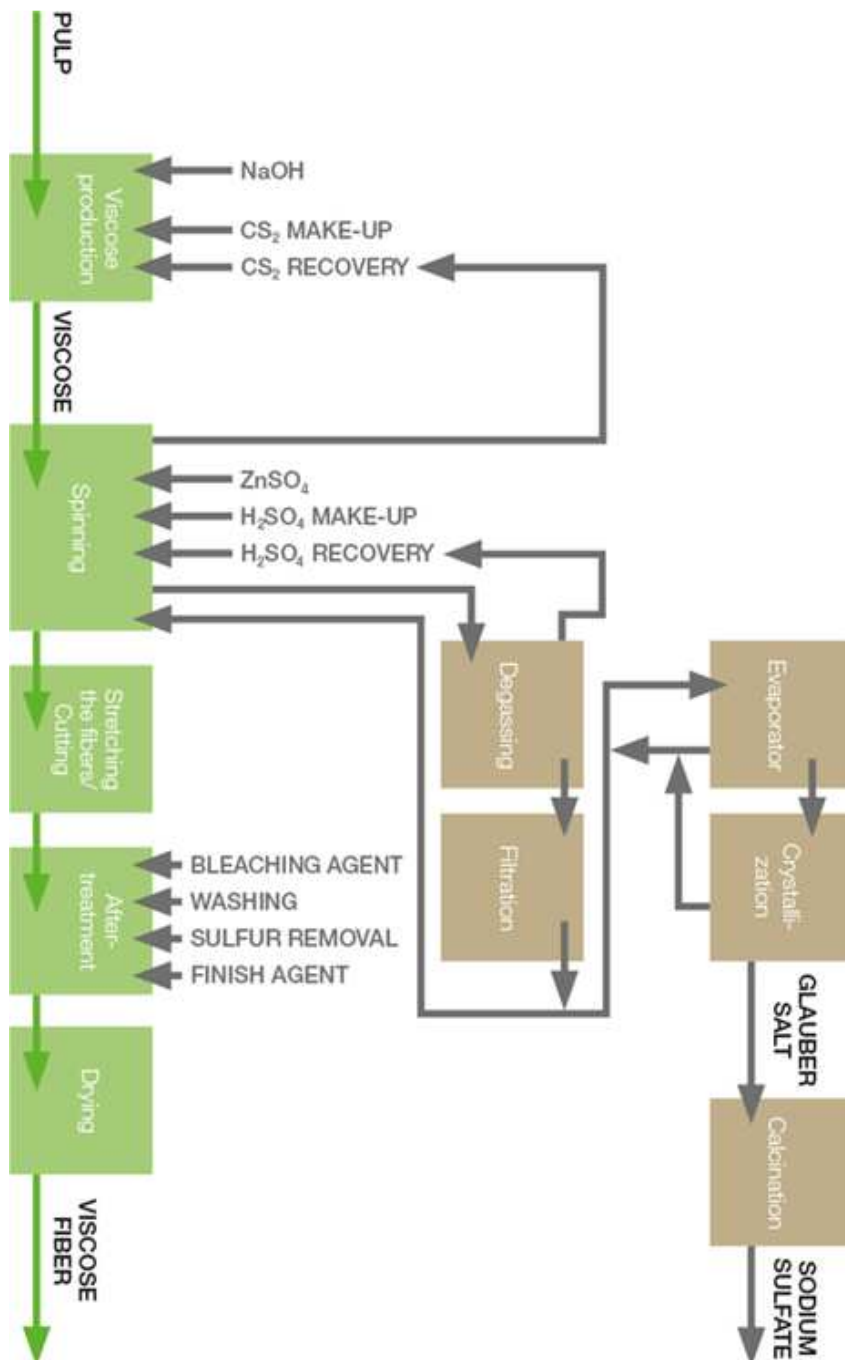 PULP
Viscose
production
NaOH
CS₂ MAKE-UP
CS₂ RECOVERY
VISCOSE
Spinning
ZnSO₄
H₂SO₄ MAKE-UP
H₂SO₄ RECOVERY
Stretching
the fibers/
Cutting
Degassing
Evaporator
After-
treatment
BLEACHING AGENT
WASHING
SULFUR REMOVAL
FINISH AGENT
Filtration
Crystalli-
zation
GLAUBER
SALT
Drying
Calcination
VISCOSE
FIBER
SODIUM
SULFATE